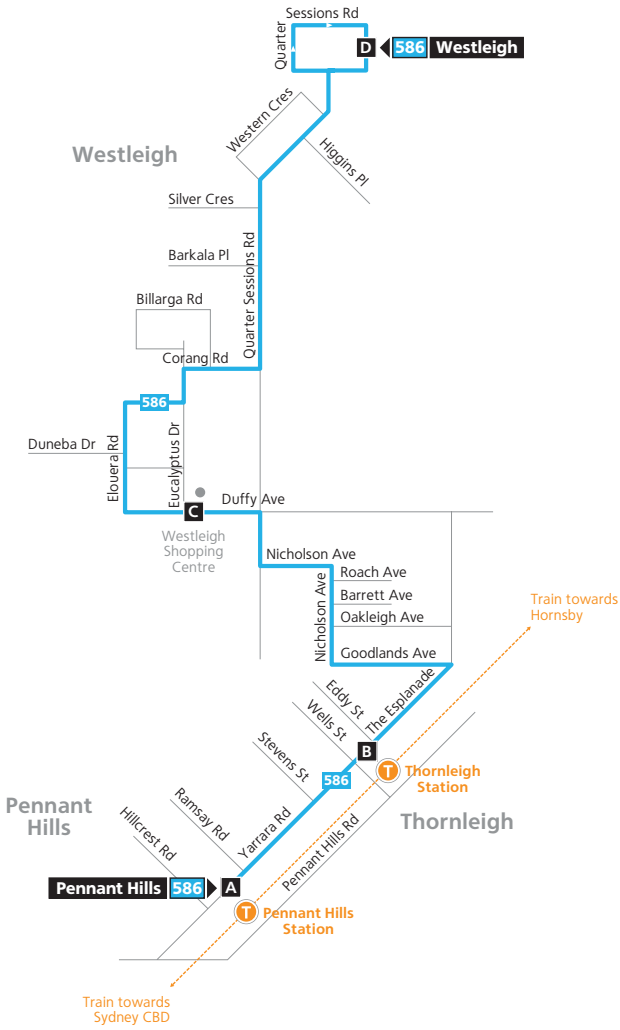 Sessions Rd
Quarter
D
586
Westleigh
Western Cres
Westleigh
Higgins Pl
Silver Cres
Quarter Sessions Rd
Barkala Pl
Billarga Rd
Corang Rd
586
Duneba Dr
Elouera Rd
Eucalyptus Dr
Duffy Ave
C
Westleigh
Shopping
Centre
Nicholson Ave
Nicholson Ave
Roach Ave
Barrett Ave
Oakleigh Ave
Goodlands Ave
Train towards
Hornsby
Eddy St
The Esplanade
Wells St
B
Stevens St
586
T
Thornleigh
Station
Pennant
Hills
Ramsay Rd
Hillcrest Rd
Yarrara Rd
Pennant Hills Rd
Thornleigh
Pennant Hills
586
A
T
Pennant Hills
Station
Train towards
Sydney CBD